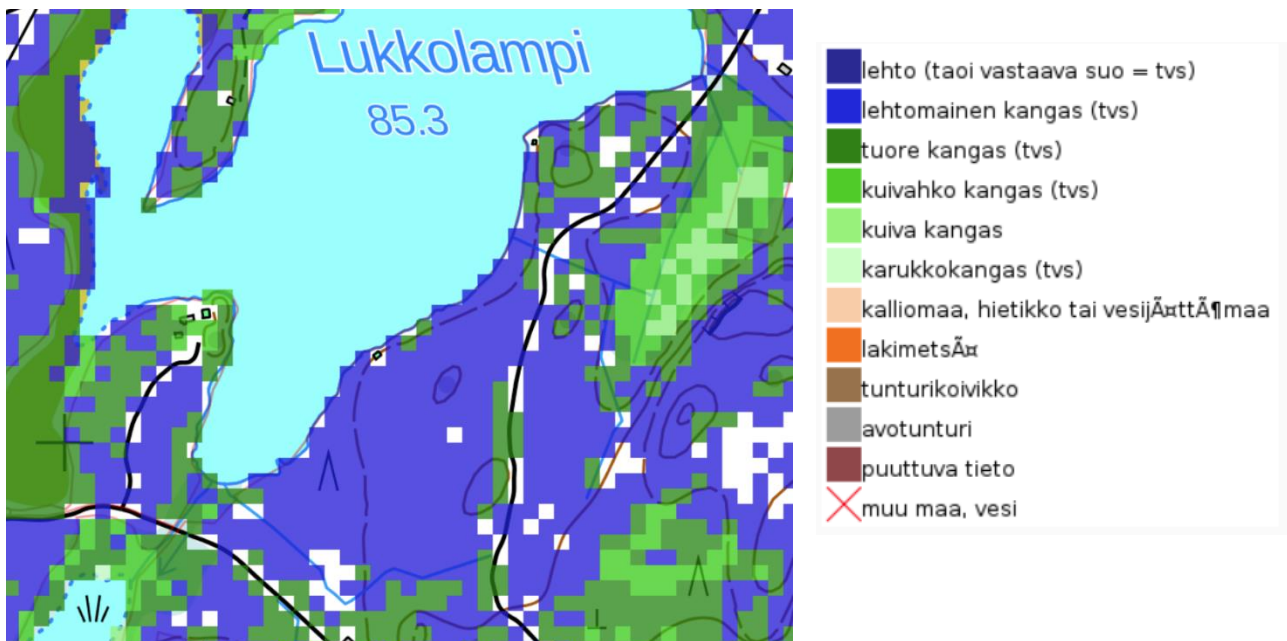 Lukkolampi
85.3
lehto (taoi vastaava suo = tvs)
lehtomainen kangas (tvs)
tuore kangas (tvs)
kuivahko kangas (tvs)
kuiva kangas
karukkokangas (tvs)
kalliomaa, hietikko tai vesijÃ¤ttÃ¶maa
lakimetsÃ¤
tunturikoivikko
avotunturi
puuttuva tieto
muu maa, vesi